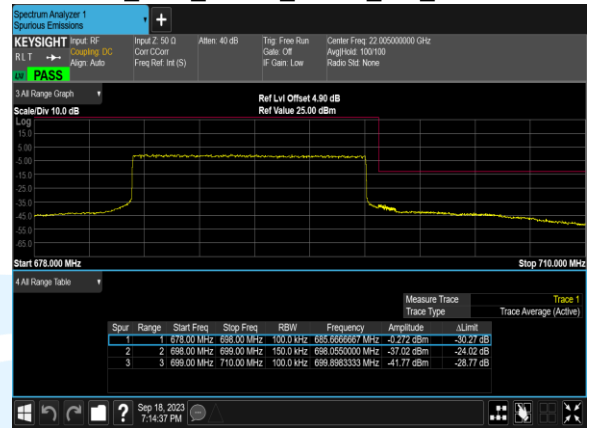 Spectrum Analyzer 1
Spurious Emissions
KEYSIGHT Input: RF Input Z: 50 Ω Atten: 40 dB Trig: Free Run Center Freq: 22.005000000 GHz
RLT Coupling: DC Corr CCorr Gate: Off Avg|Hold: 100/100
Align: Auto Freq Ref: Int (S) IF Gain: Low Radio Std: None
PASS
3 All Range Graph
Ref Lvl Offset 4.90 dB
Scale/Div 10.0 dB Ref Value 25.00 dBm
Log
15.0
5.00
-5.00
-15.0
-25.0
-35.0
-45.0
-55.0
-65.0
Start 678.000 MHz Stop 710.000 MHz
4 All Range Table
Measure Trace Trace 1
Trace Type Trace Average (Active)
Spur Range Start Freq Stop Freq RBW Frequency Amplitude ΔLimit
1 1 678.00 MHz 698.00 MHz 100.0 kHz 685.6666667 MHz -0.272 dBm -30.27 dB
2 2 698.00 MHz 699.00 MHz 150.0 kHz 698.0550000 MHz -37.02 dBm -24.02 dB
3 3 699.00 MHz 710.00 MHz 100.0 kHz 699.8983333 MHz -41.77 dBm -28.77 dB
? Sep 18, 2023
7:14:37 PM